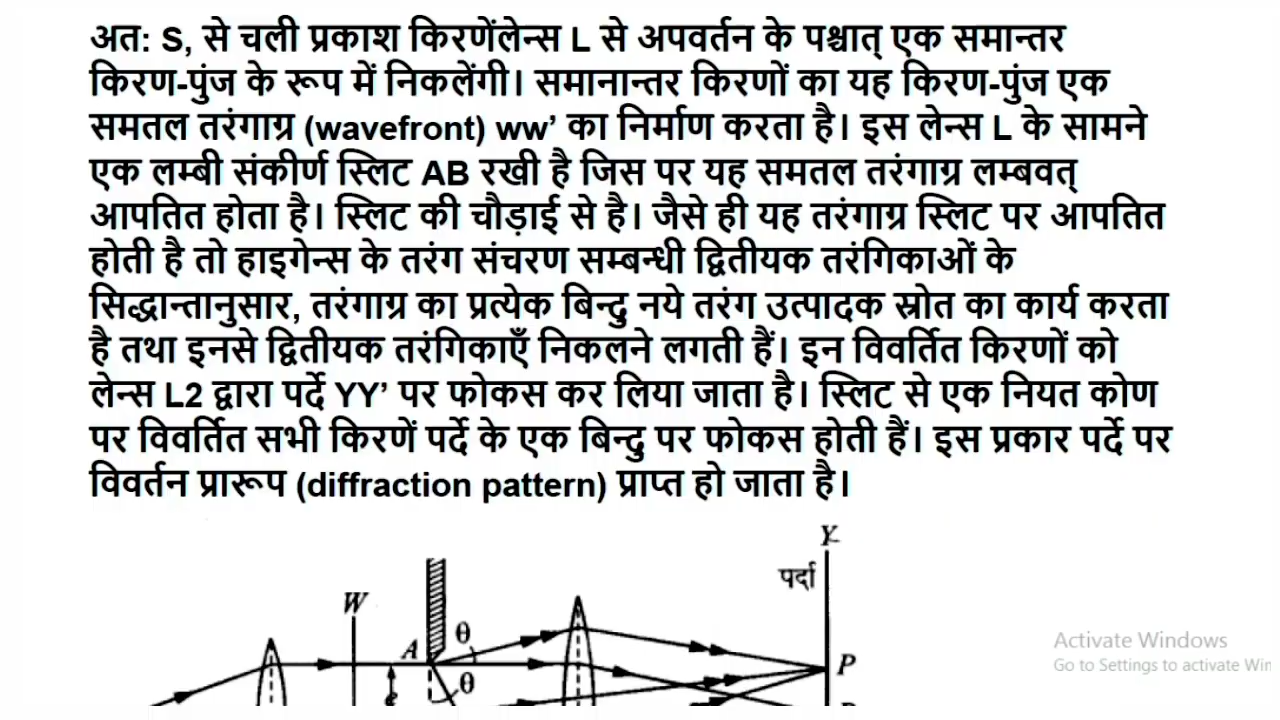 अत: S, से चली प्रकाश किरणेंलेन्स L से अपवर्तन के पश्चात् एक समान्तर
किरण-पुंज के रूप में निकलेंगी। समानान्तर किरणों का यह किरण-पुंज एक
समतल तरंगाग्र (wavefront) ww’ का निर्माण करता है। इस लेन्स L के सामने
एक लम्बी संकीर्ण स्लिट AB रखी है जिस पर यह समतल तरंगाग्र लम्बवत्
आपतित होता है। स्लिट की चौड़ाई से है। जैसे ही यह तरंगाग्र स्लिट पर आपतित
होती है तो हाइगेन्स के तरंग संचरण सम्बन्धी द्वितीयक तरंगिकाओं के
सिद्धान्तानुसार, तरंगाग्र का प्रत्येक बिन्दु नये तरंग उत्पादक स्रोत का कार्य करता
है तथा इनसे द्वितीयक तरंगिकाएँ निकलने लगती हैं। इन विवर्तित किरणों को
लेन्स L2 द्वारा पर्दे YY’ पर फोकस कर लिया जाता है। स्लिट से एक नियत कोण
पर विवर्तित सभी किरणें पर्दे के एक बिन्दु पर फोकस होती हैं। इस प्रकार पर्दे पर
विवर्तन प्रारूप (diffraction pattern) प्राप्त हो जाता है।
Y
पर्दा
W
A θ
P
θ
e
Activate Windows
Go to Settings to activate Win